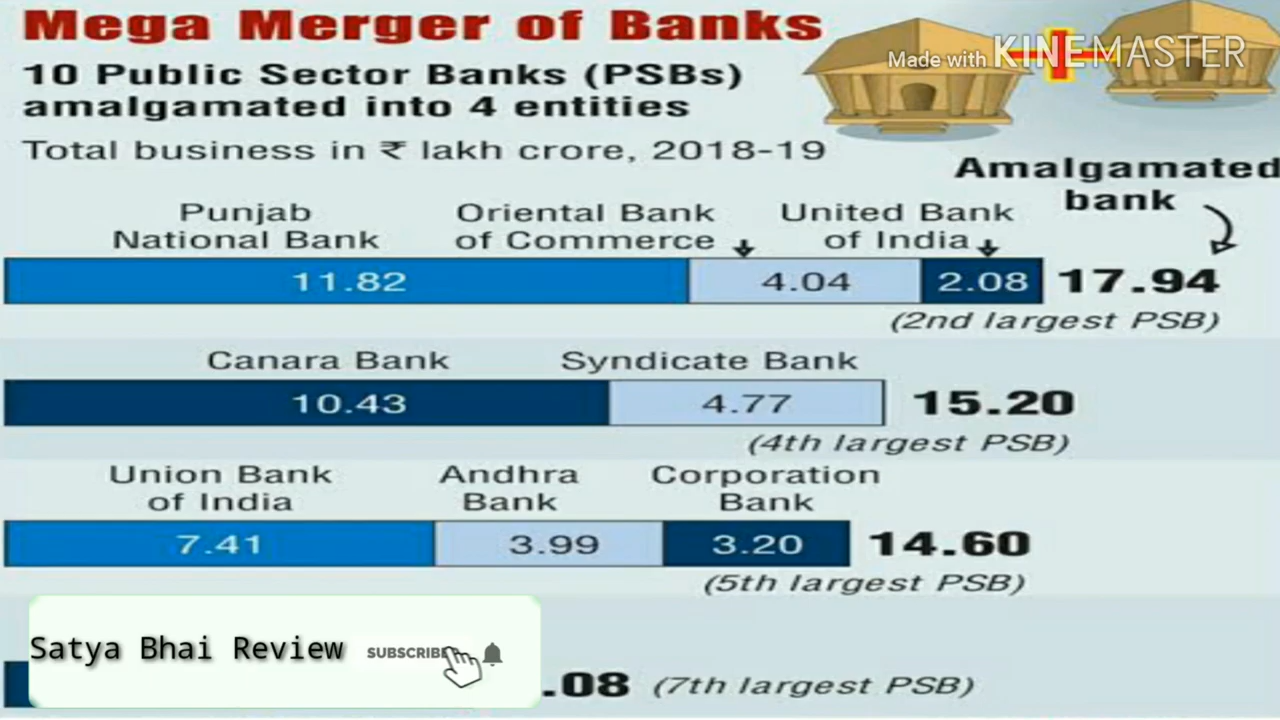 Mega Merger of Banks
Made with KINEMASTER
10 Public Sector Banks (PSBs)
amalgamated into 4 entities
Total business in ₹ lakh crore, 2018-19
Amalgamated
bank
Punjab
National Bank
Oriental Bank
of Commerce
United Bank
of India
11.82 4.04 2.08 17.94
(2nd largest PSB)
Canara Bank Syndicate Bank
10.43 4.77 15.20
(4th largest PSB)
Union Bank
of India
Andhra
Bank
Corporation
Bank
7.41 3.99 3.20 14.60
(5th largest PSB)
Satya Bhai Review SUBSCRIBE
.08 (7th largest PSB)